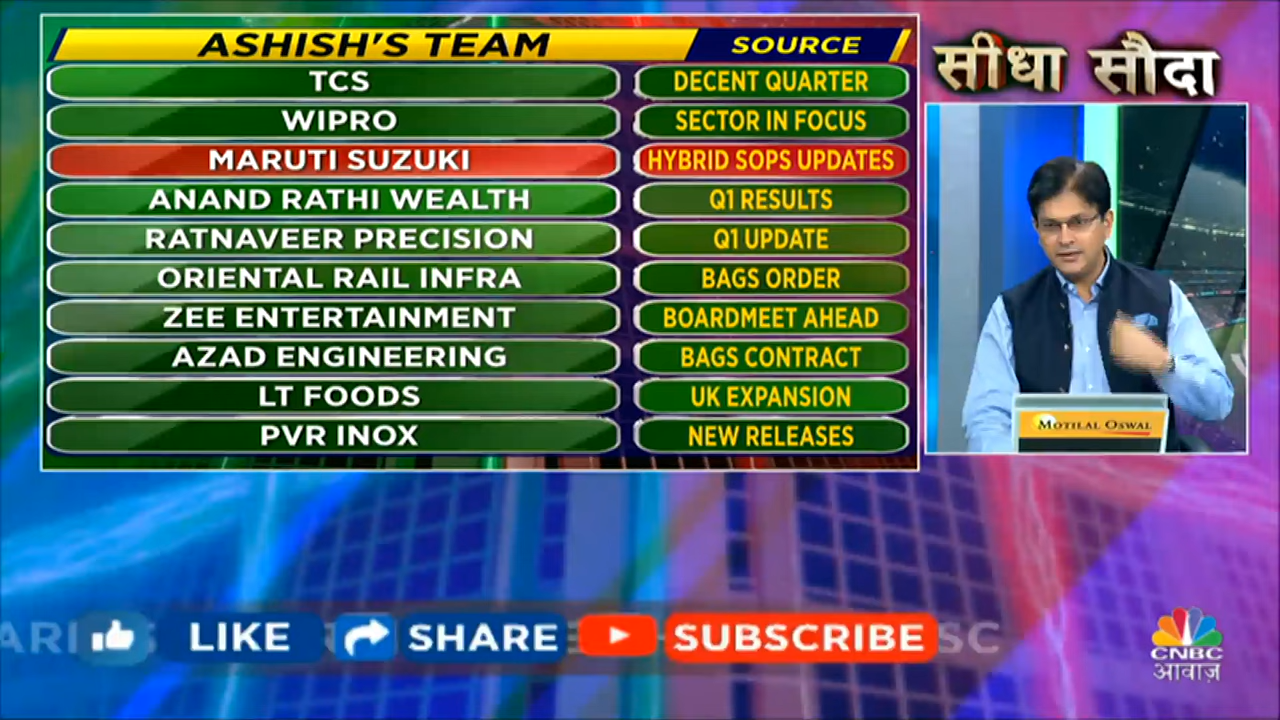 ASHISH'S TEAM SOURCE
TCS DECENT QUARTER
WIPRO SECTOR IN FOCUS
MARUTI SUZUKI HYBRID SOPS UPDATES
ANAND RATHI WEALTH Q1 RESULTS
RATNAVEER PRECISION Q1 UPDATE
ORIENTAL RAIL INFRA BAGS ORDER
ZEE ENTERTAINMENT BOARDMEET AHEAD
AZAD ENGINEERING BAGS CONTRACT
LT FOODS UK EXPANSION
PVR INOX NEW RELEASES
सीधा सौदा
MOTILAL OSWAL
LIKE SHARE SUBSCRIBE
CNBC
आवाज़